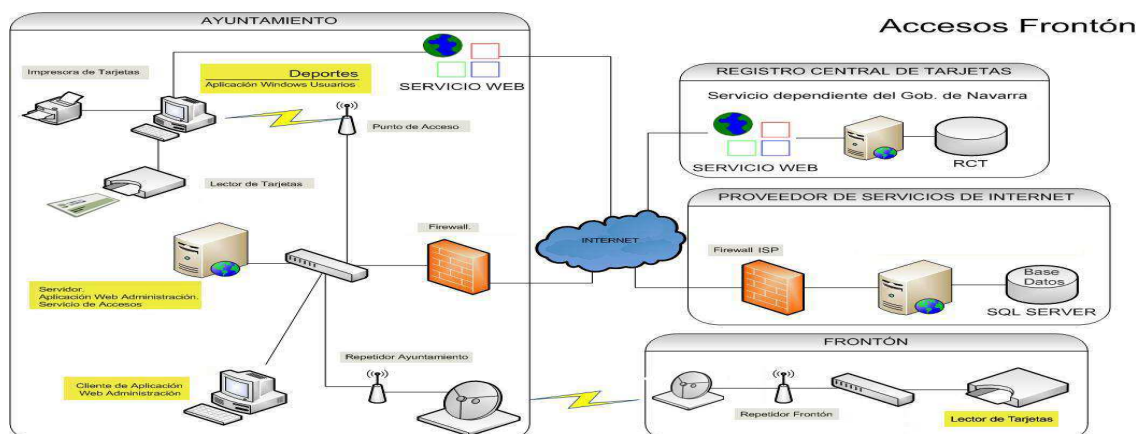 AYUNTAMIENTO
Accesos Frontón
Impresora de Tarjetas
Deportes
Aplicación Windows Usuarios
SERVICIO WEB
Punto de Acceso
Lector de Tarjetas
Firewall.
Servidor.
Aplicación Web Administración.
Servicio de Accesos
Repetidor Ayuntamiento
Cliente de Aplicación
Web Administración
INTERNET
REGISTRO CENTRAL DE TARJETAS
Servicio dependiente del Gob. de Navarra
SERVICIO WEB
RCT
PROVEEDOR DE SERVICIOS DE INTERNET
Firewall ISP
Base
Datos
SQL SERVER
FRONTÓN
Repetidor Frontón
Lector de Tarjetas